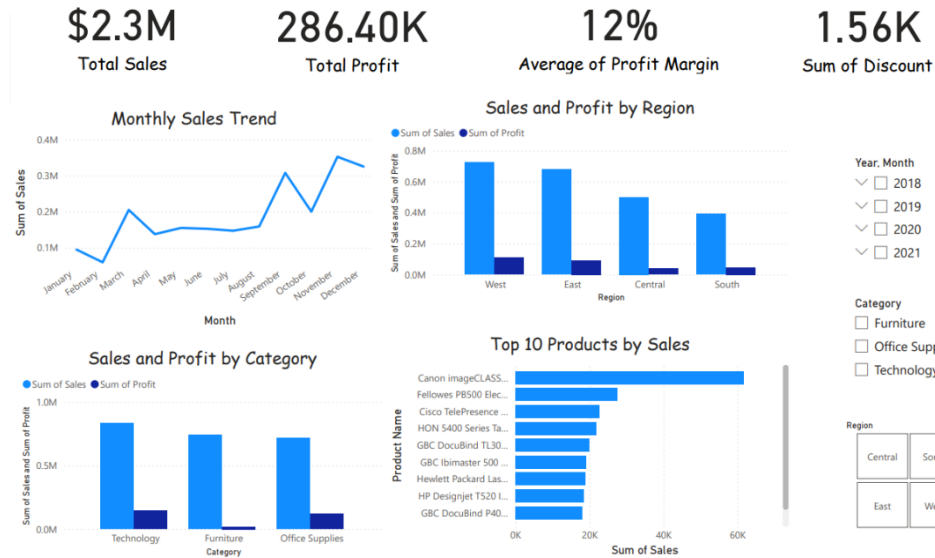 $2.3M
Total Sales
286.40K
Total Profit
12%
Average of Profit Margin
1.56K
Sum of Discount
Monthly Sales Trend
Sum of Sales
0.4M
0.3M
0.2M
0.1M
January
February
March
April
May
June
July
August
September
October
November
December
Month
Sales and Profit by Region
Sum of Sales Sum of Profit
Sum of Sales and Sum of Profit
0.8M
0.6M
0.4M
0.2M
0.0M
West East Central South
Region
Year, Month
2018
2019
2020
2021
Category
Furniture
Office Supp
Technology
Region
Central Sou
East We
Sales and Profit by Category
Sum of Sales Sum of Profit
Sum of Sales and Sum of Profit
1.0M
0.5M
0.0M
Technology Furniture Office Supplies
Category
Top 10 Products by Sales
Product Name
Canon imageCLASS...
Fellowes PB500 Elec...
Cisco TelePresence ...
HON 5400 Series Ta...
GBC DocuBind TL30...
GBC Ibimaster 500 ...
Hewlett Packard Las...
HP Designjet T520 I...
GBC DocuBind P40...
0K 20K 40K 60K
Sum of Sales